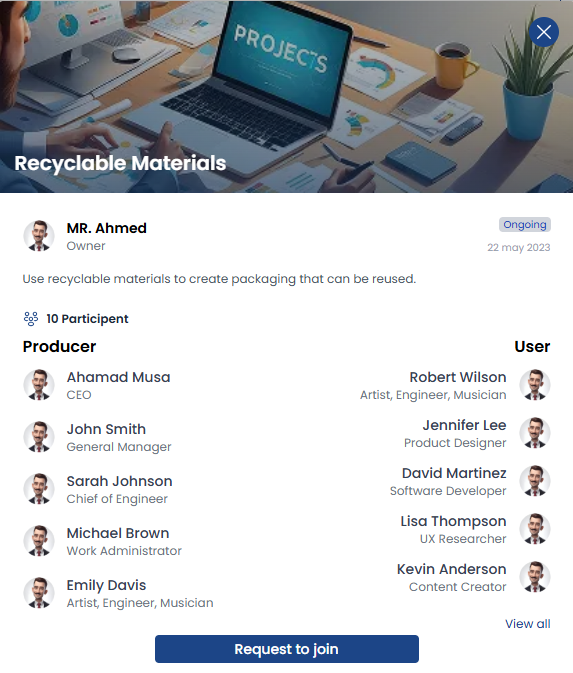 PROJECTS
Recyclable Materials
MR. Ahmed
Owner
Ongoing
22 may 2023
Use recyclable materials to create packaging that can be reused.
10 Participent
Producer
Ahamad Musa
CEO
John Smith
General Manager
Sarah Johnson
Chief of Engineer
Michael Brown
Work Administrator
Emily Davis
Artist, Engineer, Musician
User
Robert Wilson
Artist, Engineer, Musician
Jennifer Lee
Product Designer
David Martinez
Software Developer
Lisa Thompson
UX Researcher
Kevin Anderson
Content Creator
View all
Request to join